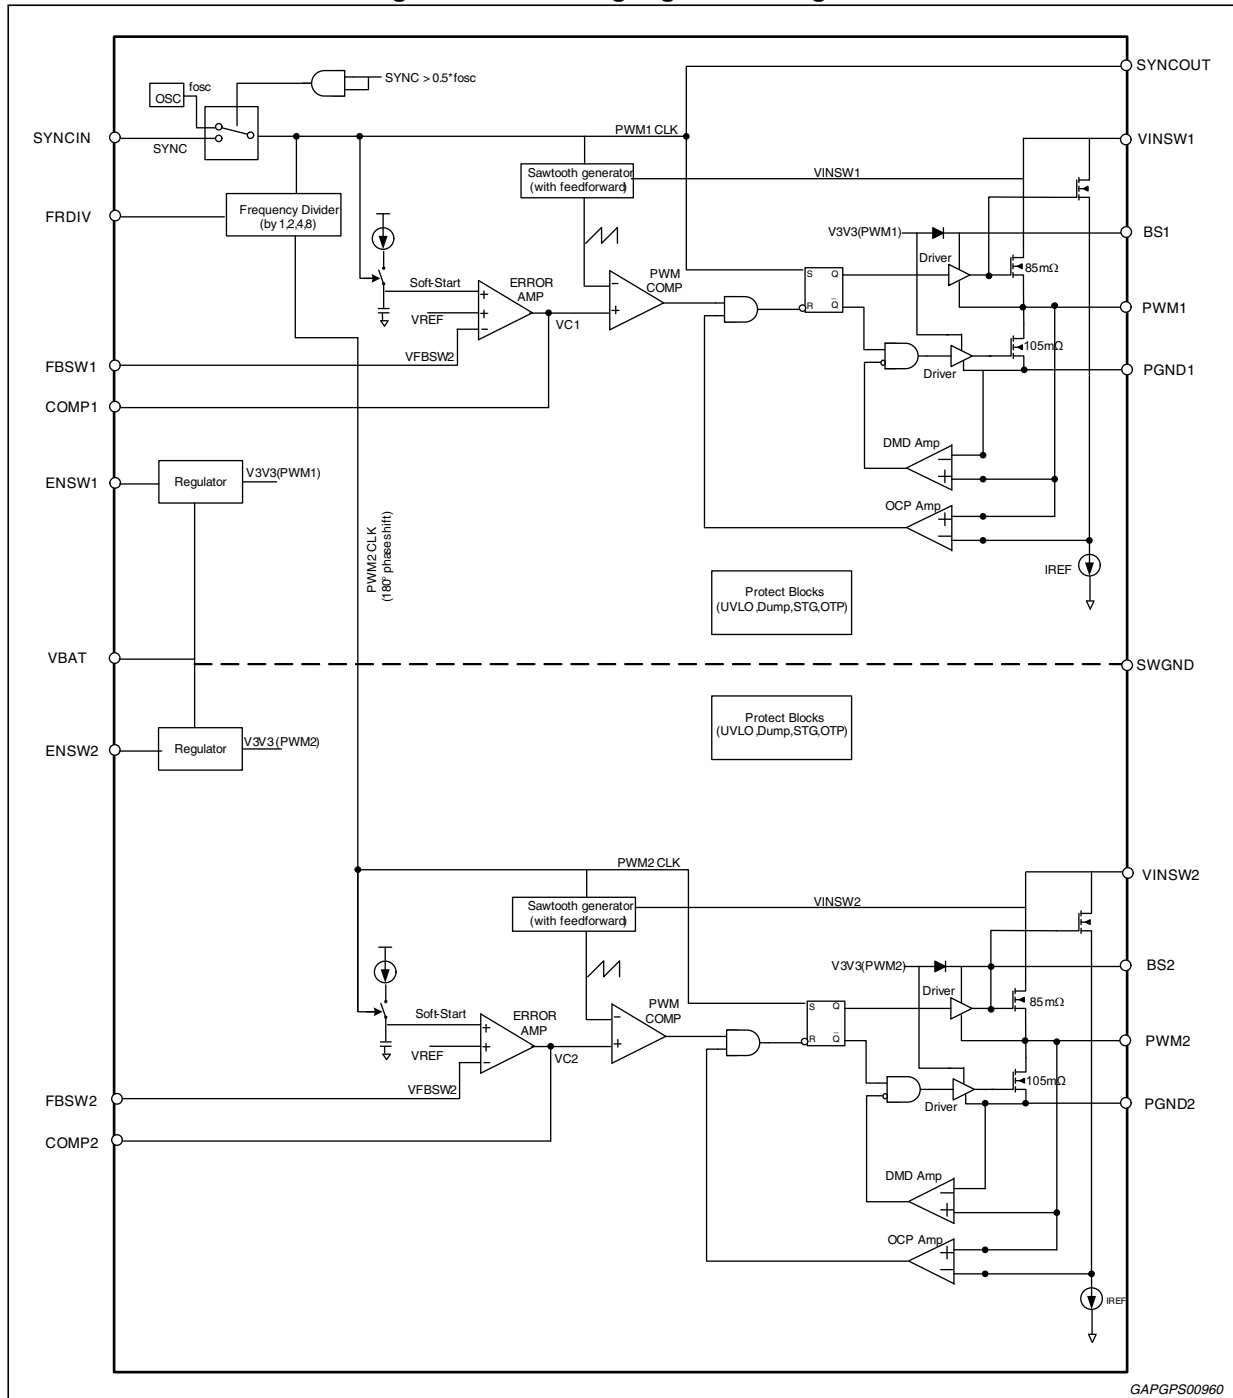 SYNCOUT
fosc
OSC
SYNC > 0.5*fosc
SYNCIN
SYNC
PWM1 CLK
VINSW1
Sawtooth generator
(with feedforward)
VINSW1
FRDIV
Frequency Divider
(by 1,2,4,8)
V3V3(PWM1)
BS1
Driver
85mΩ
Soft-Start
ERROR
AMP
PWM
COMP
S Q
R Q
VREF
VC1
PWM1
105mΩ
FBSW1
VFBSW2
Driver
PGND1
COMP1
DMD Amp
ENSW1
Regulator
V3V3(PWM1)
OCP Amp
PWM2 CLK
(180° phase shift)
IREF
Protect Blocks
(UVLO ,Dump,STG,OTP)
VBAT
SWGND
Protect Blocks
(UVLO ,Dump,STG,OTP)
ENSW2
Regulator
V3V3 (PWM2)
PWM2 CLK
VINSW2
Sawtooth generator
(with feedforward)
VINSW2
V3V3(PWM2)
BS2
Driver
85mΩ
Soft-Start
ERROR
AMP
PWM
COMP
S Q
R Q
VREF
VC2
PWM2
105mΩ
FBSW2
VFBSW2
Driver
PGND2
COMP2
DMD Amp
OCP Amp
IREF
GAPGPS00960